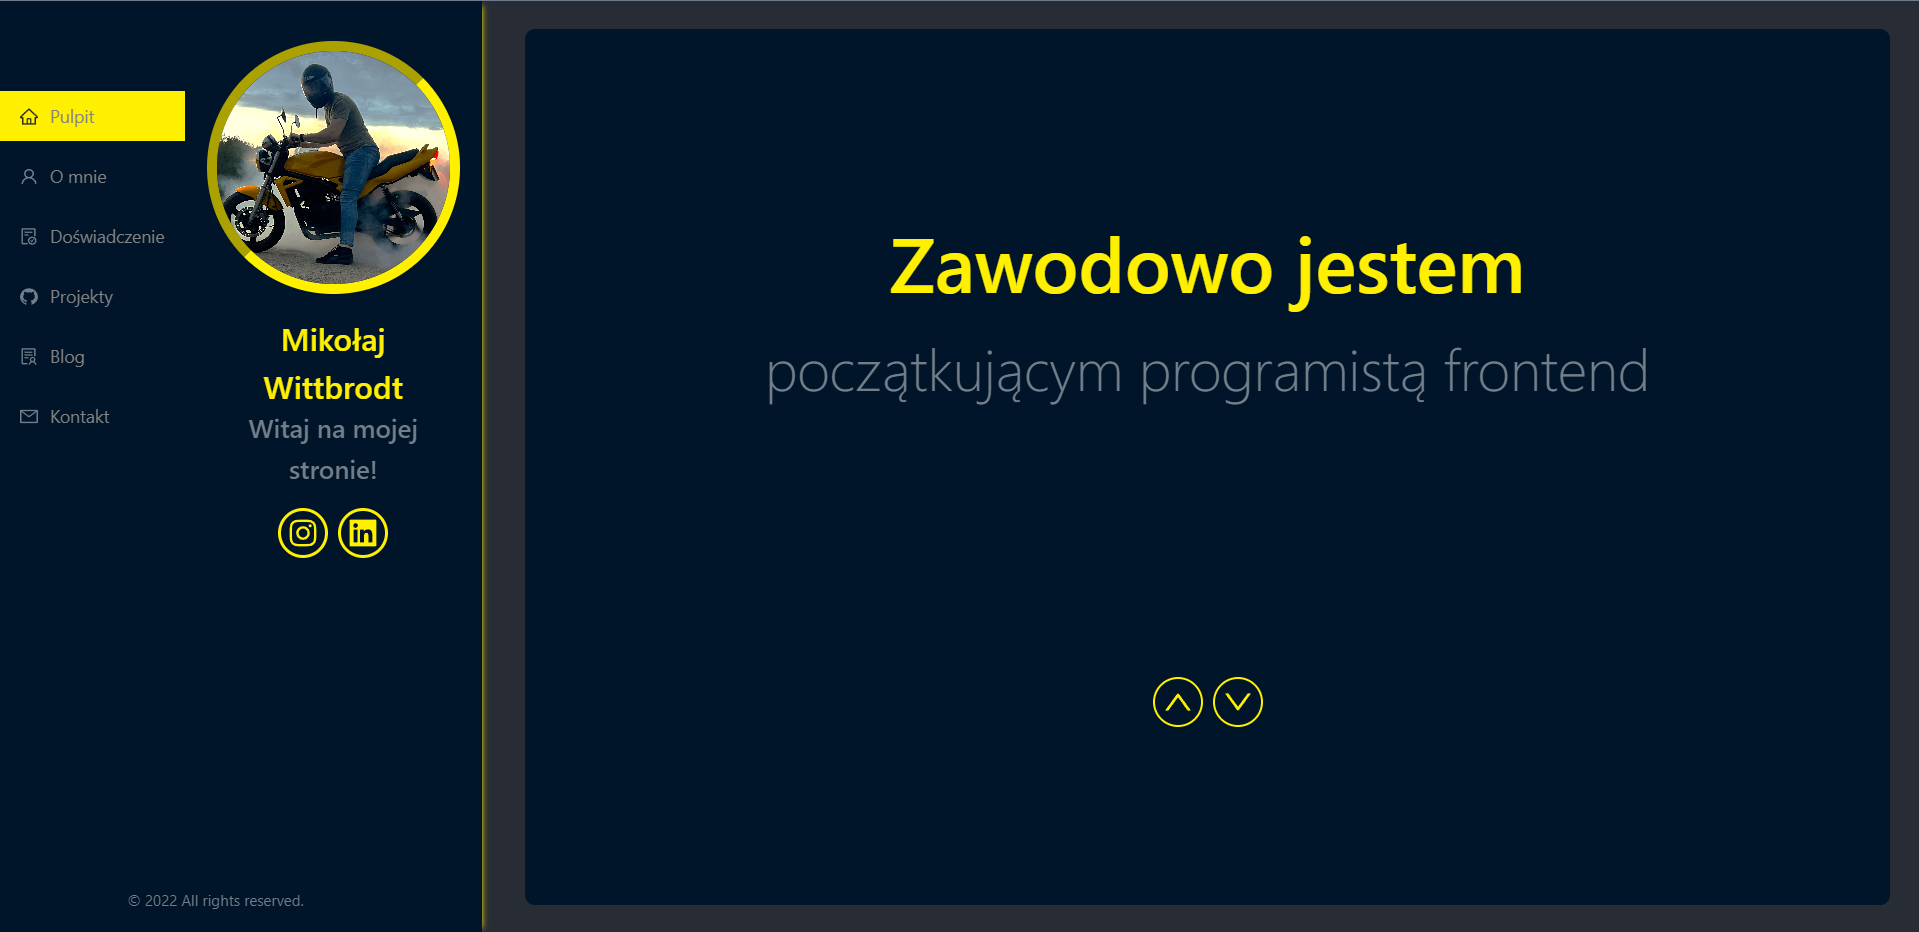 Pulpit
O mnie
Doświadczenie
Projekty
Blog
Kontakt
Mikołaj
Wittbrodt
Witaj na mojej
stronie!
© 2022 All rights reserved.
Zawodowo jestem
początkującym programistą frontend